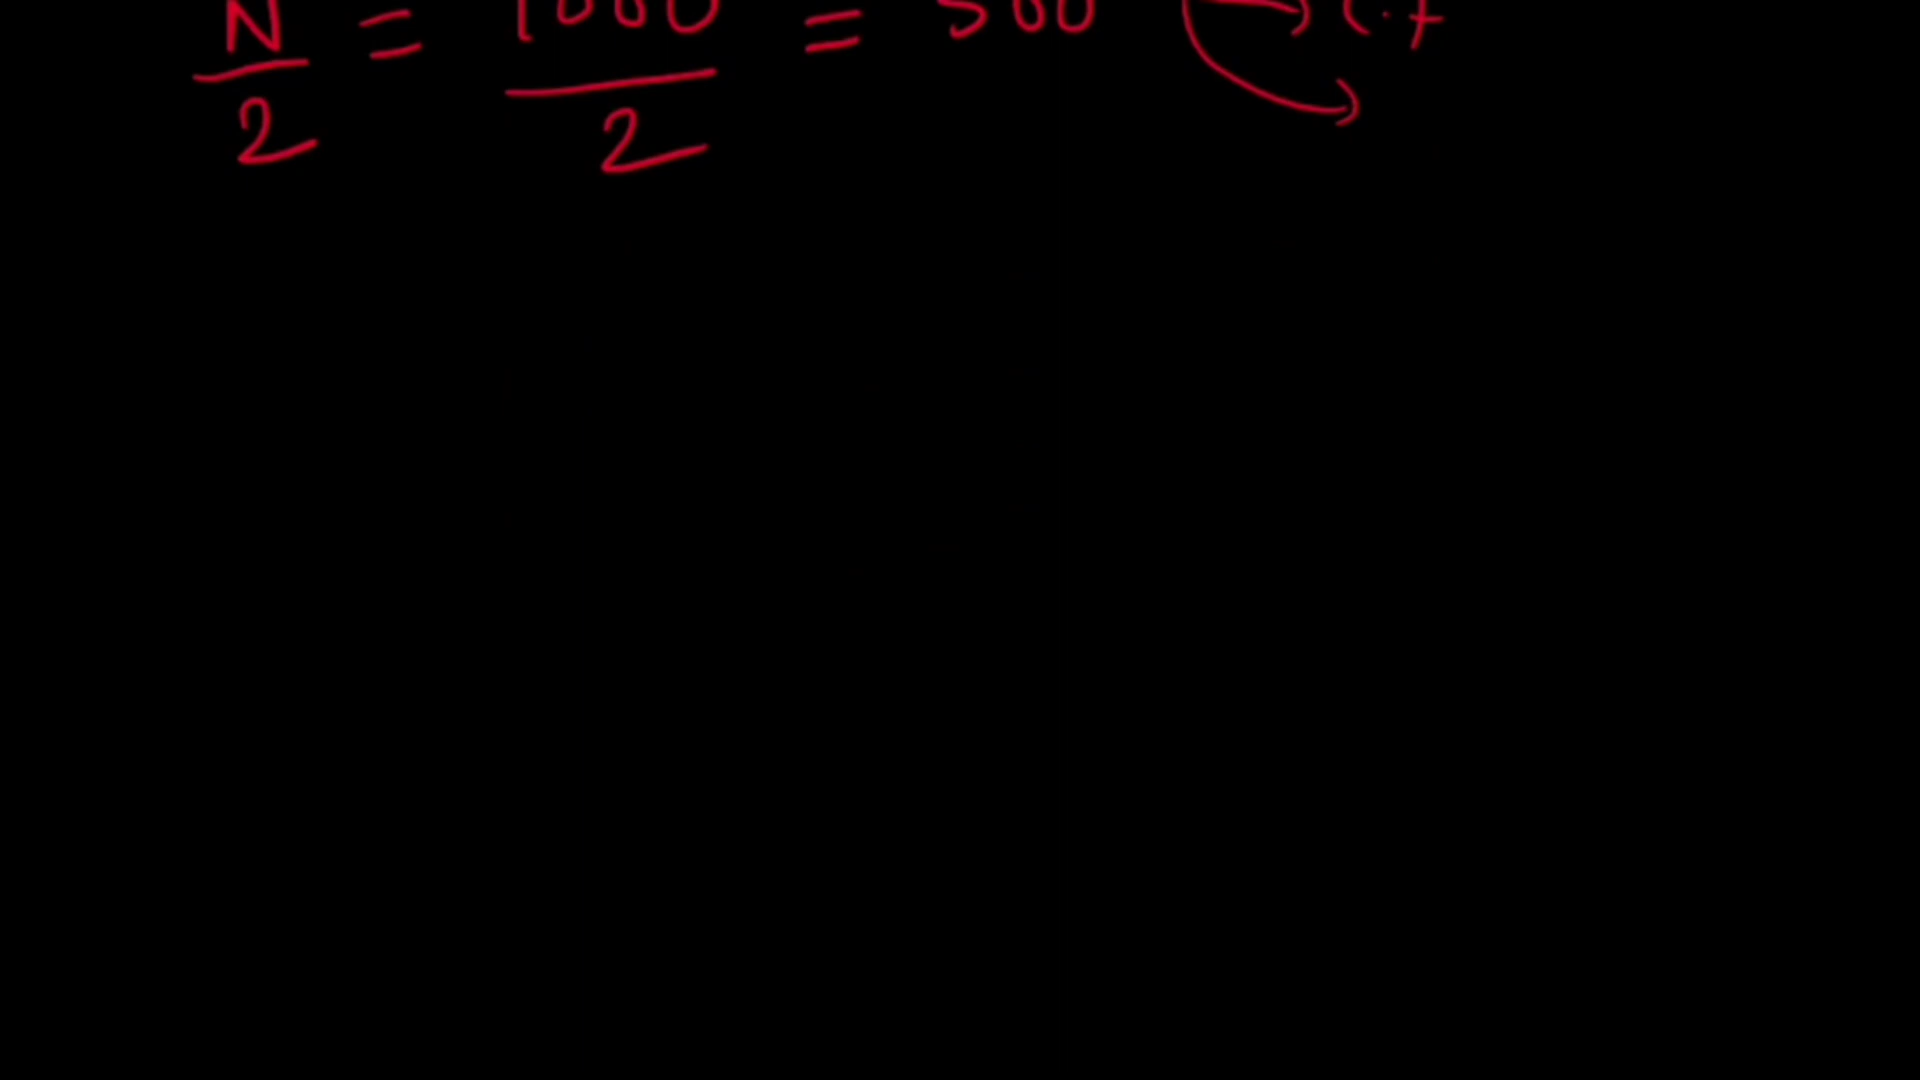 N/2 = 1000/2 = 500 → c.f